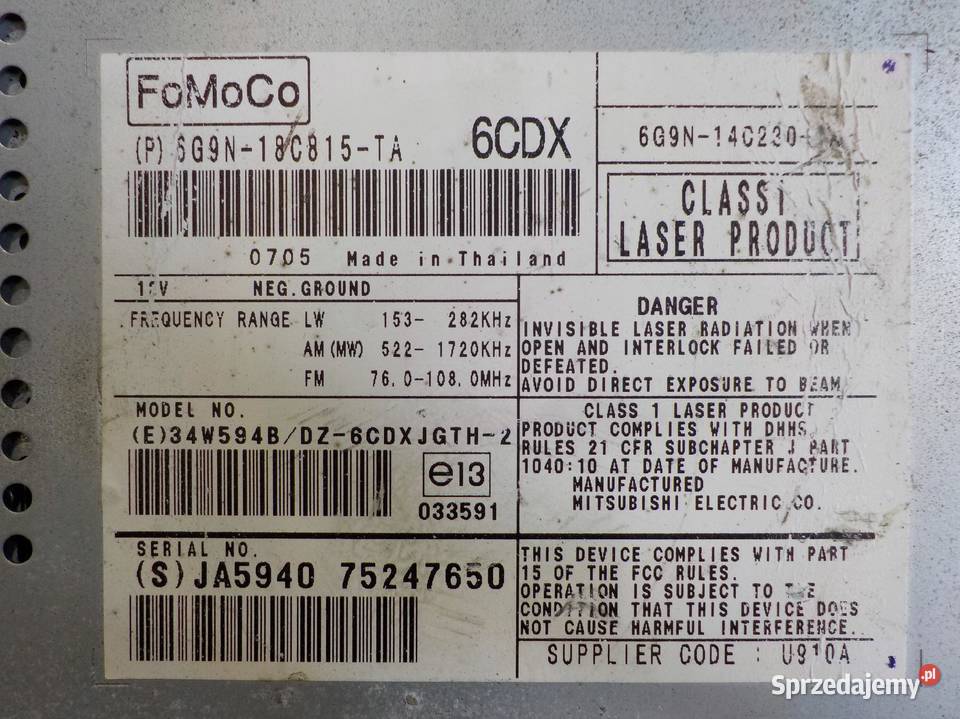 FoMoCo
(P) 6G9N-18C815-TA 6CDX
0705 Made in Thailand
6G9N-14C230-
CLASS1
LASER PRODUCT
12V NEG.GROUND
FREQUENCY RANGE LW 153- 282KHz
AM(MW) 522- 1720KHz
FM 76.0-108.0MHz
MODEL NO.
(E)34W594B/DZ-6CDXJGTH-2
e13
033591
SERIAL NO.
(S)JA5940 75247650
DANGER
INVISIBLE LASER RADIATION WHEN
OPEN AND INTERLOCK FAILED OR
DEFEATED.
AVOID DIRECT EXPOSURE TO BEAM
CLASS 1 LASER PRODUCT
PRODUCT COMPLIES WITH DHHS
RULES 21 CFR SUBCHAPTER J PART
1040:10 AT DATE OF MANUFACTURE.
MANUFACTURED
MITSUBISHI ELECTRIC CO.
THIS DEVICE COMPLIES WITH PART
15 OF THE FCC RULES.
OPERATION IS SUBJECT TO THE
CONDITION THAT THIS DEVICE DOES
NOT CAUSE HARMFUL INTERFERENCE.
SUPPLIER CODE : U910A
Sprzedajemy.pl